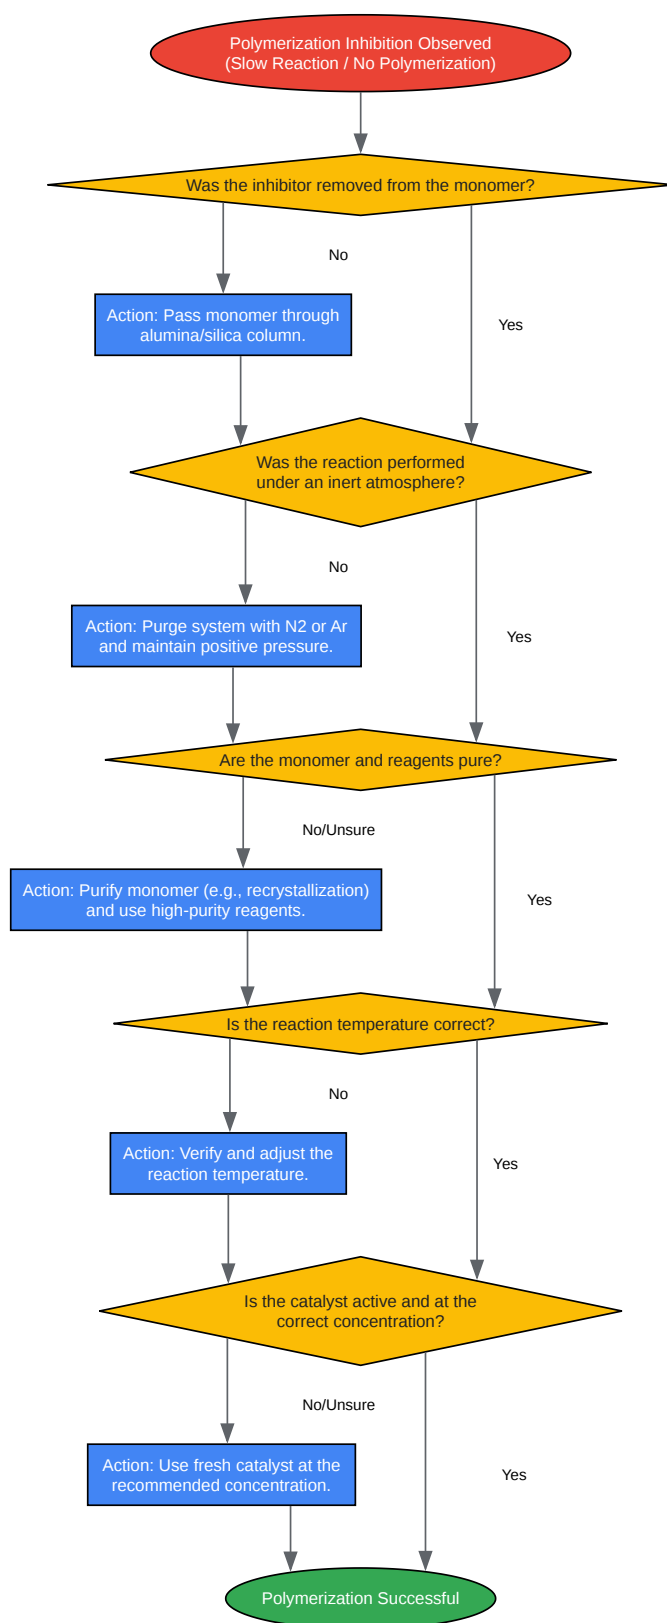 Polymerization Inhibition Observed
(Slow Reaction / No Polymerization)
Was the inhibitor removed from the monomer?
No
Action: Pass monomer through
alumina/silica column.
Yes
Was the reaction performed
under an inert atmosphere?
No
Action: Purge system with N2 or Ar
and maintain positive pressure.
Yes
Are the monomer and reagents pure?
No/Unsure
Action: Purify monomer (e.g., recrystallization)
and use high-purity reagents.
Yes
Is the reaction temperature correct?
No
Action: Verify and adjust the
reaction temperature.
Yes
Is the catalyst active and at the
correct concentration?
No/Unsure
Action: Use fresh catalyst at the
recommended concentration.
Yes
Polymerization Successful